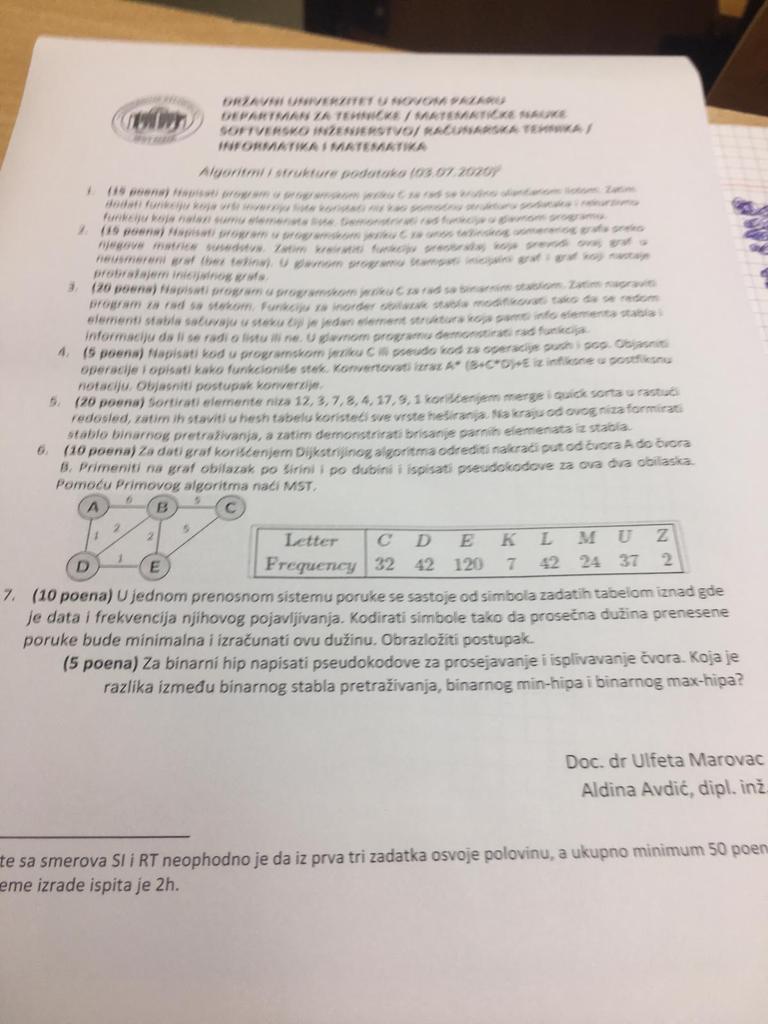 DRŽAVNI UNIVERZITET U NOVOM PAZARU
DEPARTMAN ZA TEHNIČKE / MATEMATIČKE NAUKE
SOFTVERSKO INŽENJERSTVO/ RAČUNARSKA TEHNIKA /
INFORMATIKA I MATEMATIKA
Algoritmi i strukture podataka (03.07.2020)¹
1. (15 poena) Napisati program u programskom jeziku C za rad sa kružno ulančanom listom. Zatim
dodati funkciju koja vrši inverziju liste koristeći niz kao pomoćnu strukturu podataka i rekurzivnu
funkciju koja nalazi sumu elemenata liste. Demonstrirati rad funkcija u glavnom programu.
2. (15 poena) Napisati program u programskom jeziku C za unos težinskog usmerenog grafa preko
njegove matrice susedstva. Zatim kreiratiti funkciju preobražaj koja prevodi ovaj graf u
neusmereni graf (bez težina). U glavnom programu štampati inicijalni graf i graf koji nastaje
probražajem inicijalnog grafa.
3. (20 poena) Napisati program u programskom jeziku C za rad sa binarnim stablom. Zatim napraviti
program za rad sa stekom. Funkciju za inorder obilazak stabla modifikovati tako da se redom
elementi stabla sačuvaju u steku čiji je jedan element struktura koja pamti info elementa stabla i
informaciju da li se radi o listu ili ne. U glavnom programu demonstirati rad funkcija.
4. (5 poena) Napisati kod u programskom jeziku C ili pseudo kod za operacije push i pop. Objasniti
operacije i opisati kako funkcioniše stek. Konvertovati izraz A* (B+C*D)+E iz infiksne u postfiksnu
notaciju. Objasniti postupak konverzije.
5. (20 poena) Sortirati elemente niza 12, 3, 7, 8, 4, 17, 9, 1 korišćenjem merge i quick sorta u rastući
redosled, zatim ih staviti u hesh tabelu koristeći sve vrste heširanja. Na kraju od ovog niza formirati
stablo binarnog pretraživanja, a zatim demonstrirati brisanje parnih elemenata iz stabla.
6. (10 poena) Za dati graf korišćenjem Dijkstrijinog algoritma odrediti nakraći put od čvora A do čvora
B. Primeniti na graf obilazak po širini i po dubini i ispisati pseudokodove za ova dva obilaska.
Pomoću Primovog algoritma naći MST.
A 6 B 5 C
1 2 2 5
D 1 E
Letter C D E K L M U Z
Frequency 32 42 120 7 42 24 37 2
7. (10 poena) U jednom prenosnom sistemu poruke se sastoje od simbola zadatih tabelom iznad gde
je data i frekvencija njihovog pojavljivanja. Kodirati simbole tako da prosečna dužina prenesene
poruke bude minimalna i izračunati ovu dužinu. Obrazložiti postupak.
(5 poena) Za binarni hip napisati pseudokodove za prosejavanje i isplivavanje čvora. Koja je
razlika između binarnog stabla pretraživanja, binarnog min-hipa i binarnog max-hipa?
Doc. dr Ulfeta Marovac
Aldina Avdić, dipl. inž.
te sa smerova SI i RT neophodno je da iz prva tri zadatka osvoje polovinu, a ukupno minimum 50 poen
eme izrade ispita je 2h.